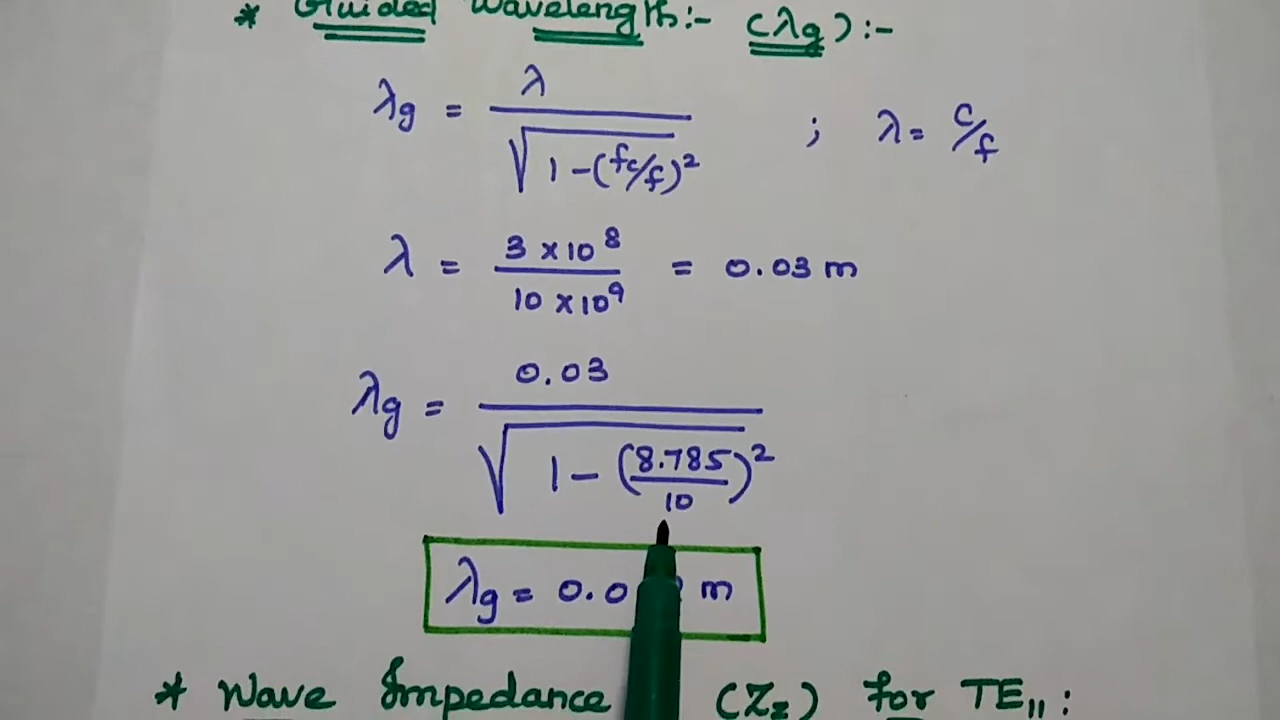 * Guided Wavelength:- (λg):-
λg = λ / √(1-(fc/f)²) ; λ = c/f
λ = 3 × 10⁸ / 10 × 10⁹ = 0.03 m
λg = 0.03 / √(1-(8.785/10)²)
λg = 0.0 m
* Wave Impedance (Zz) for TE₁₁: